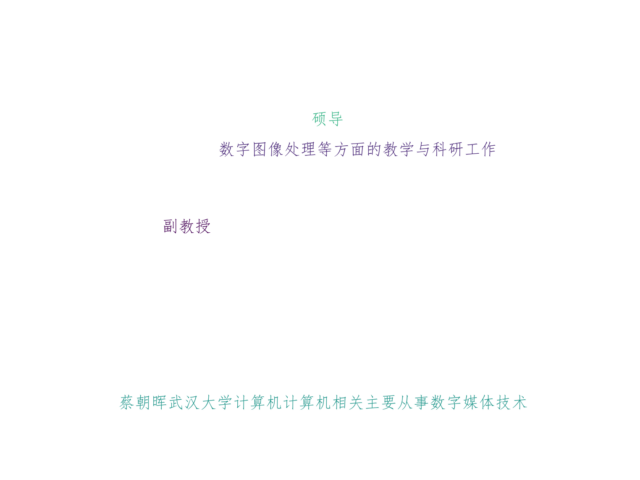 硕导
数字图像处理等方面的教学与科研工作
副教授
蔡朝晖武汉大学计算机计算机相关主要从事数字媒体技术